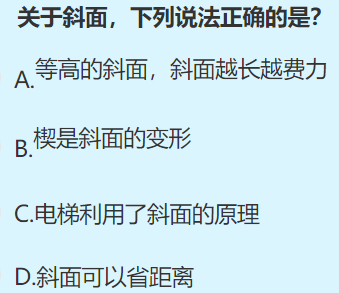 关于斜面，下列说法正确的是？
A.等高的斜面，斜面越长越费力
B.楔是斜面的变形
C.电梯利用了斜面的原理
D.斜面可以省距离